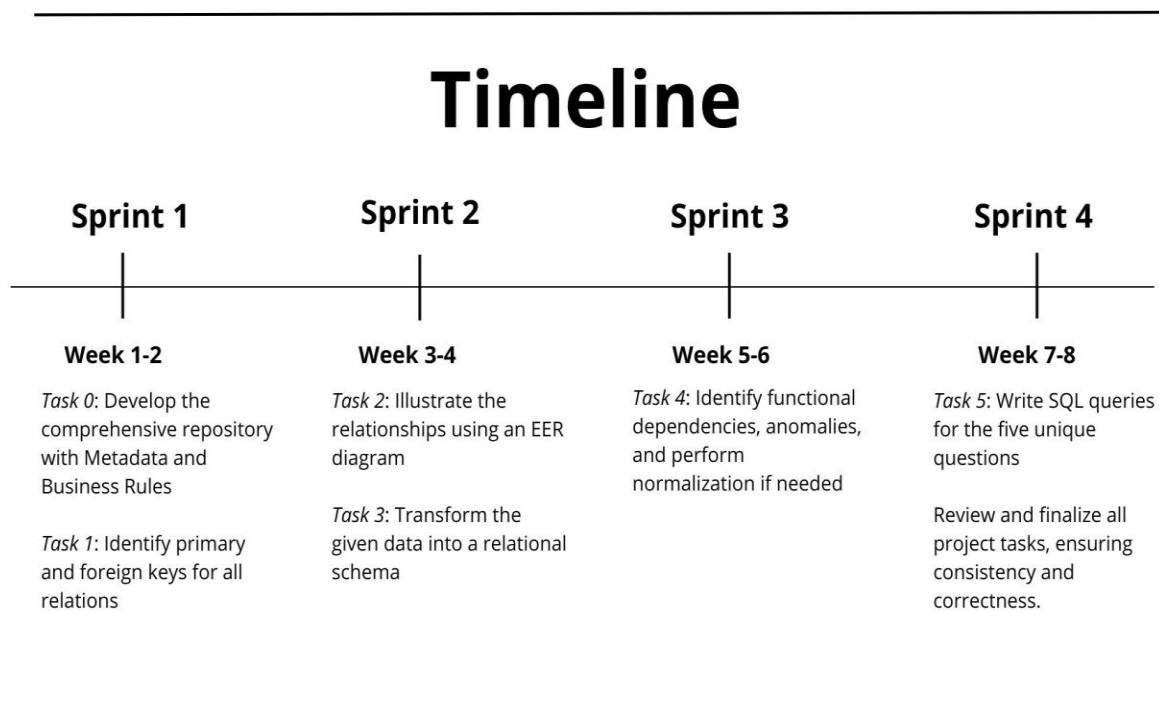 Timeline
Sprint 1
Sprint 2
Sprint 3
Sprint 4
Week 1-2
Task 0: Develop the
comprehensive repository
with Metadata and
Business Rules
Task 1: Identify primary
and foreign keys for all
relations
Week 3-4
Task 2: Illustrate the
relationships using an EER
diagram
Task 3: Transform the
given data into a relational
schema
Week 5-6
Task 4: Identify functional
dependencies, anomalies,
and perform
normalization if needed
Week 7-8
Task 5: Write SQL queries
for the five unique
questions
Review and finalize all
project tasks, ensuring
consistency and
correctness.